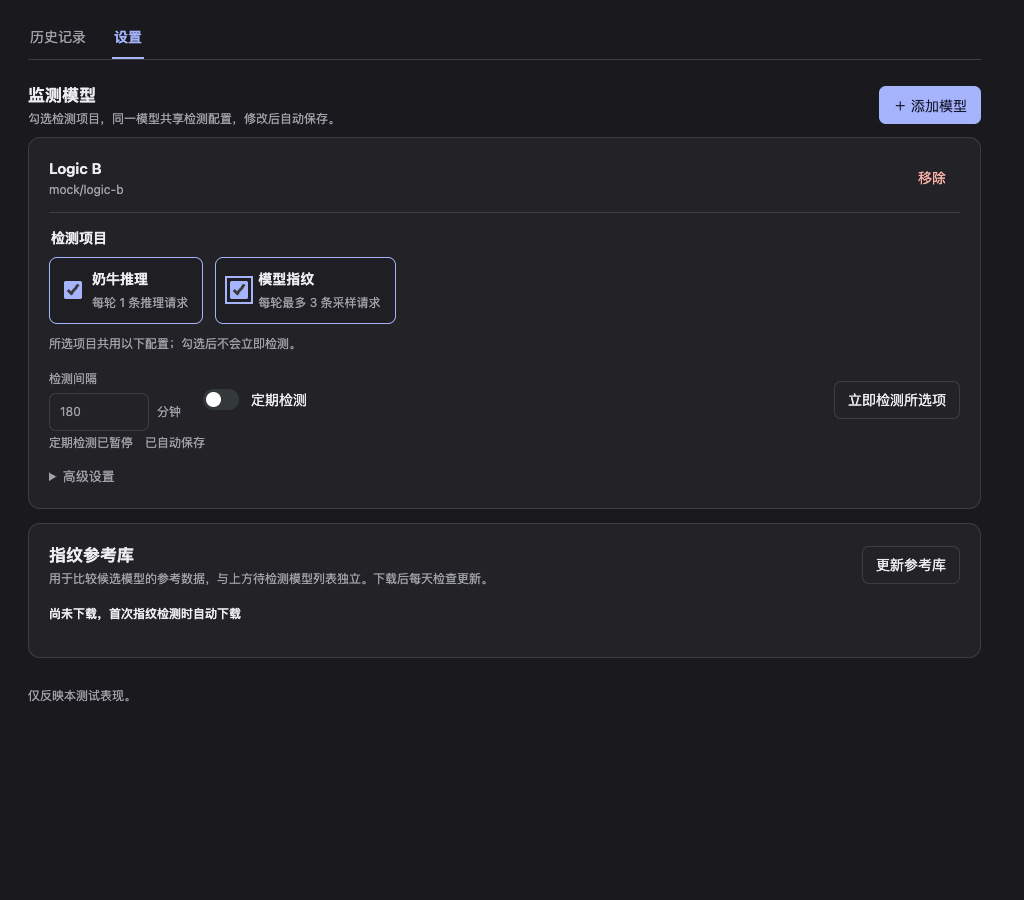 历史记录 设置
监测模型
勾选检测项目，同一模型共享检测配置，修改后自动保存。
+ 添加模型
Logic B
mock/logic-b
移除
检测项目
奶牛推理
每轮 1 条推理请求
模型指纹
每轮最多 3 条采样请求
所选项目共用以下配置；勾选后不会立即检测。
检测间隔
180 分钟
定期检测
立即检测所选项
定期检测已暂停 已自动保存
高级设置
指纹参考库
用于比较候选模型的参考数据，与上方待检测模型列表独立。下载后每天检查更新。
更新参考库
尚未下载，首次指纹检测时自动下载
仅反映本测试表现。